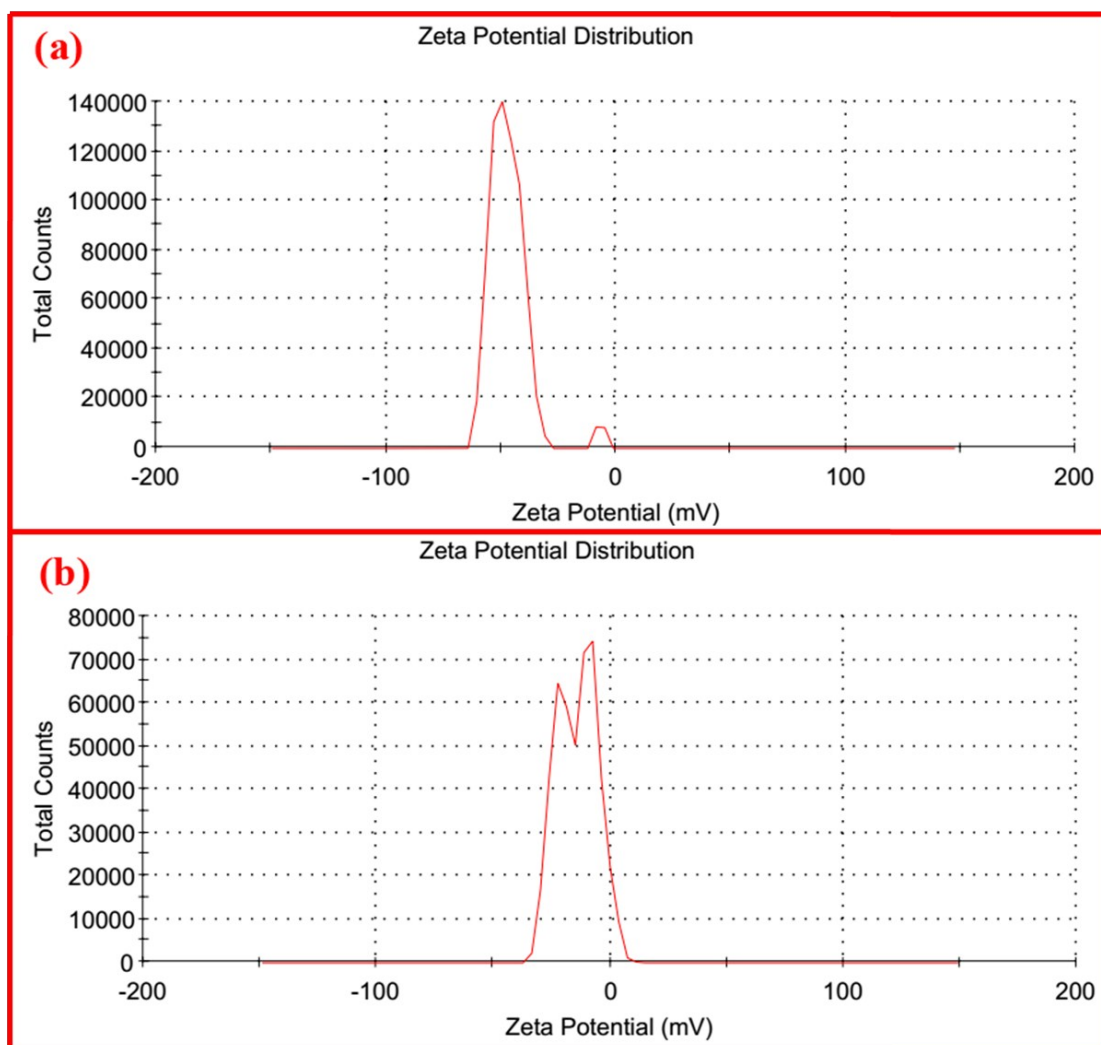 (a)
Zeta Potential Distribution
140000
120000
100000
80000
60000
40000
20000
0
Total Counts
-200 -100 0 100 200
Zeta Potential (mV)
(b)
Zeta Potential Distribution
80000
70000
60000
50000
40000
30000
20000
10000
0
Total Counts
-200 -100 0 100 200
Zeta Potential (mV)